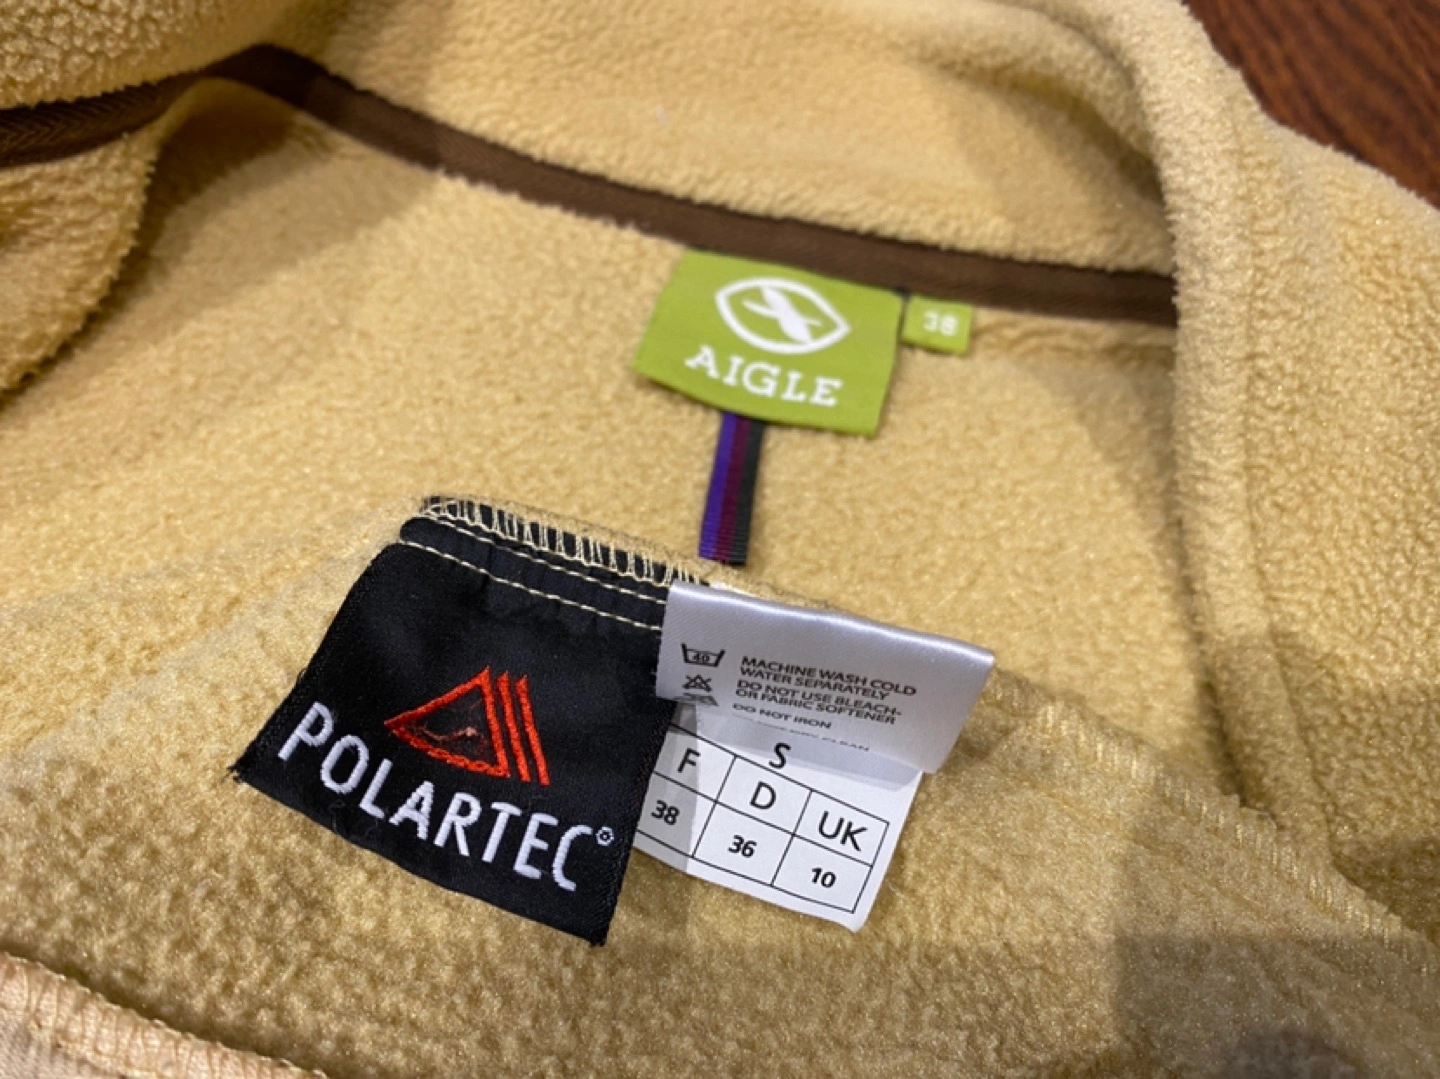 AIGLE
38
POLARTEC®
40
MACHINE WASH COLD
WATER SEPARATELY
DO NOT USE BLEACH-
OR FABRIC SOFTENER
DO NOT IRON
S
F D UK
38 36 10